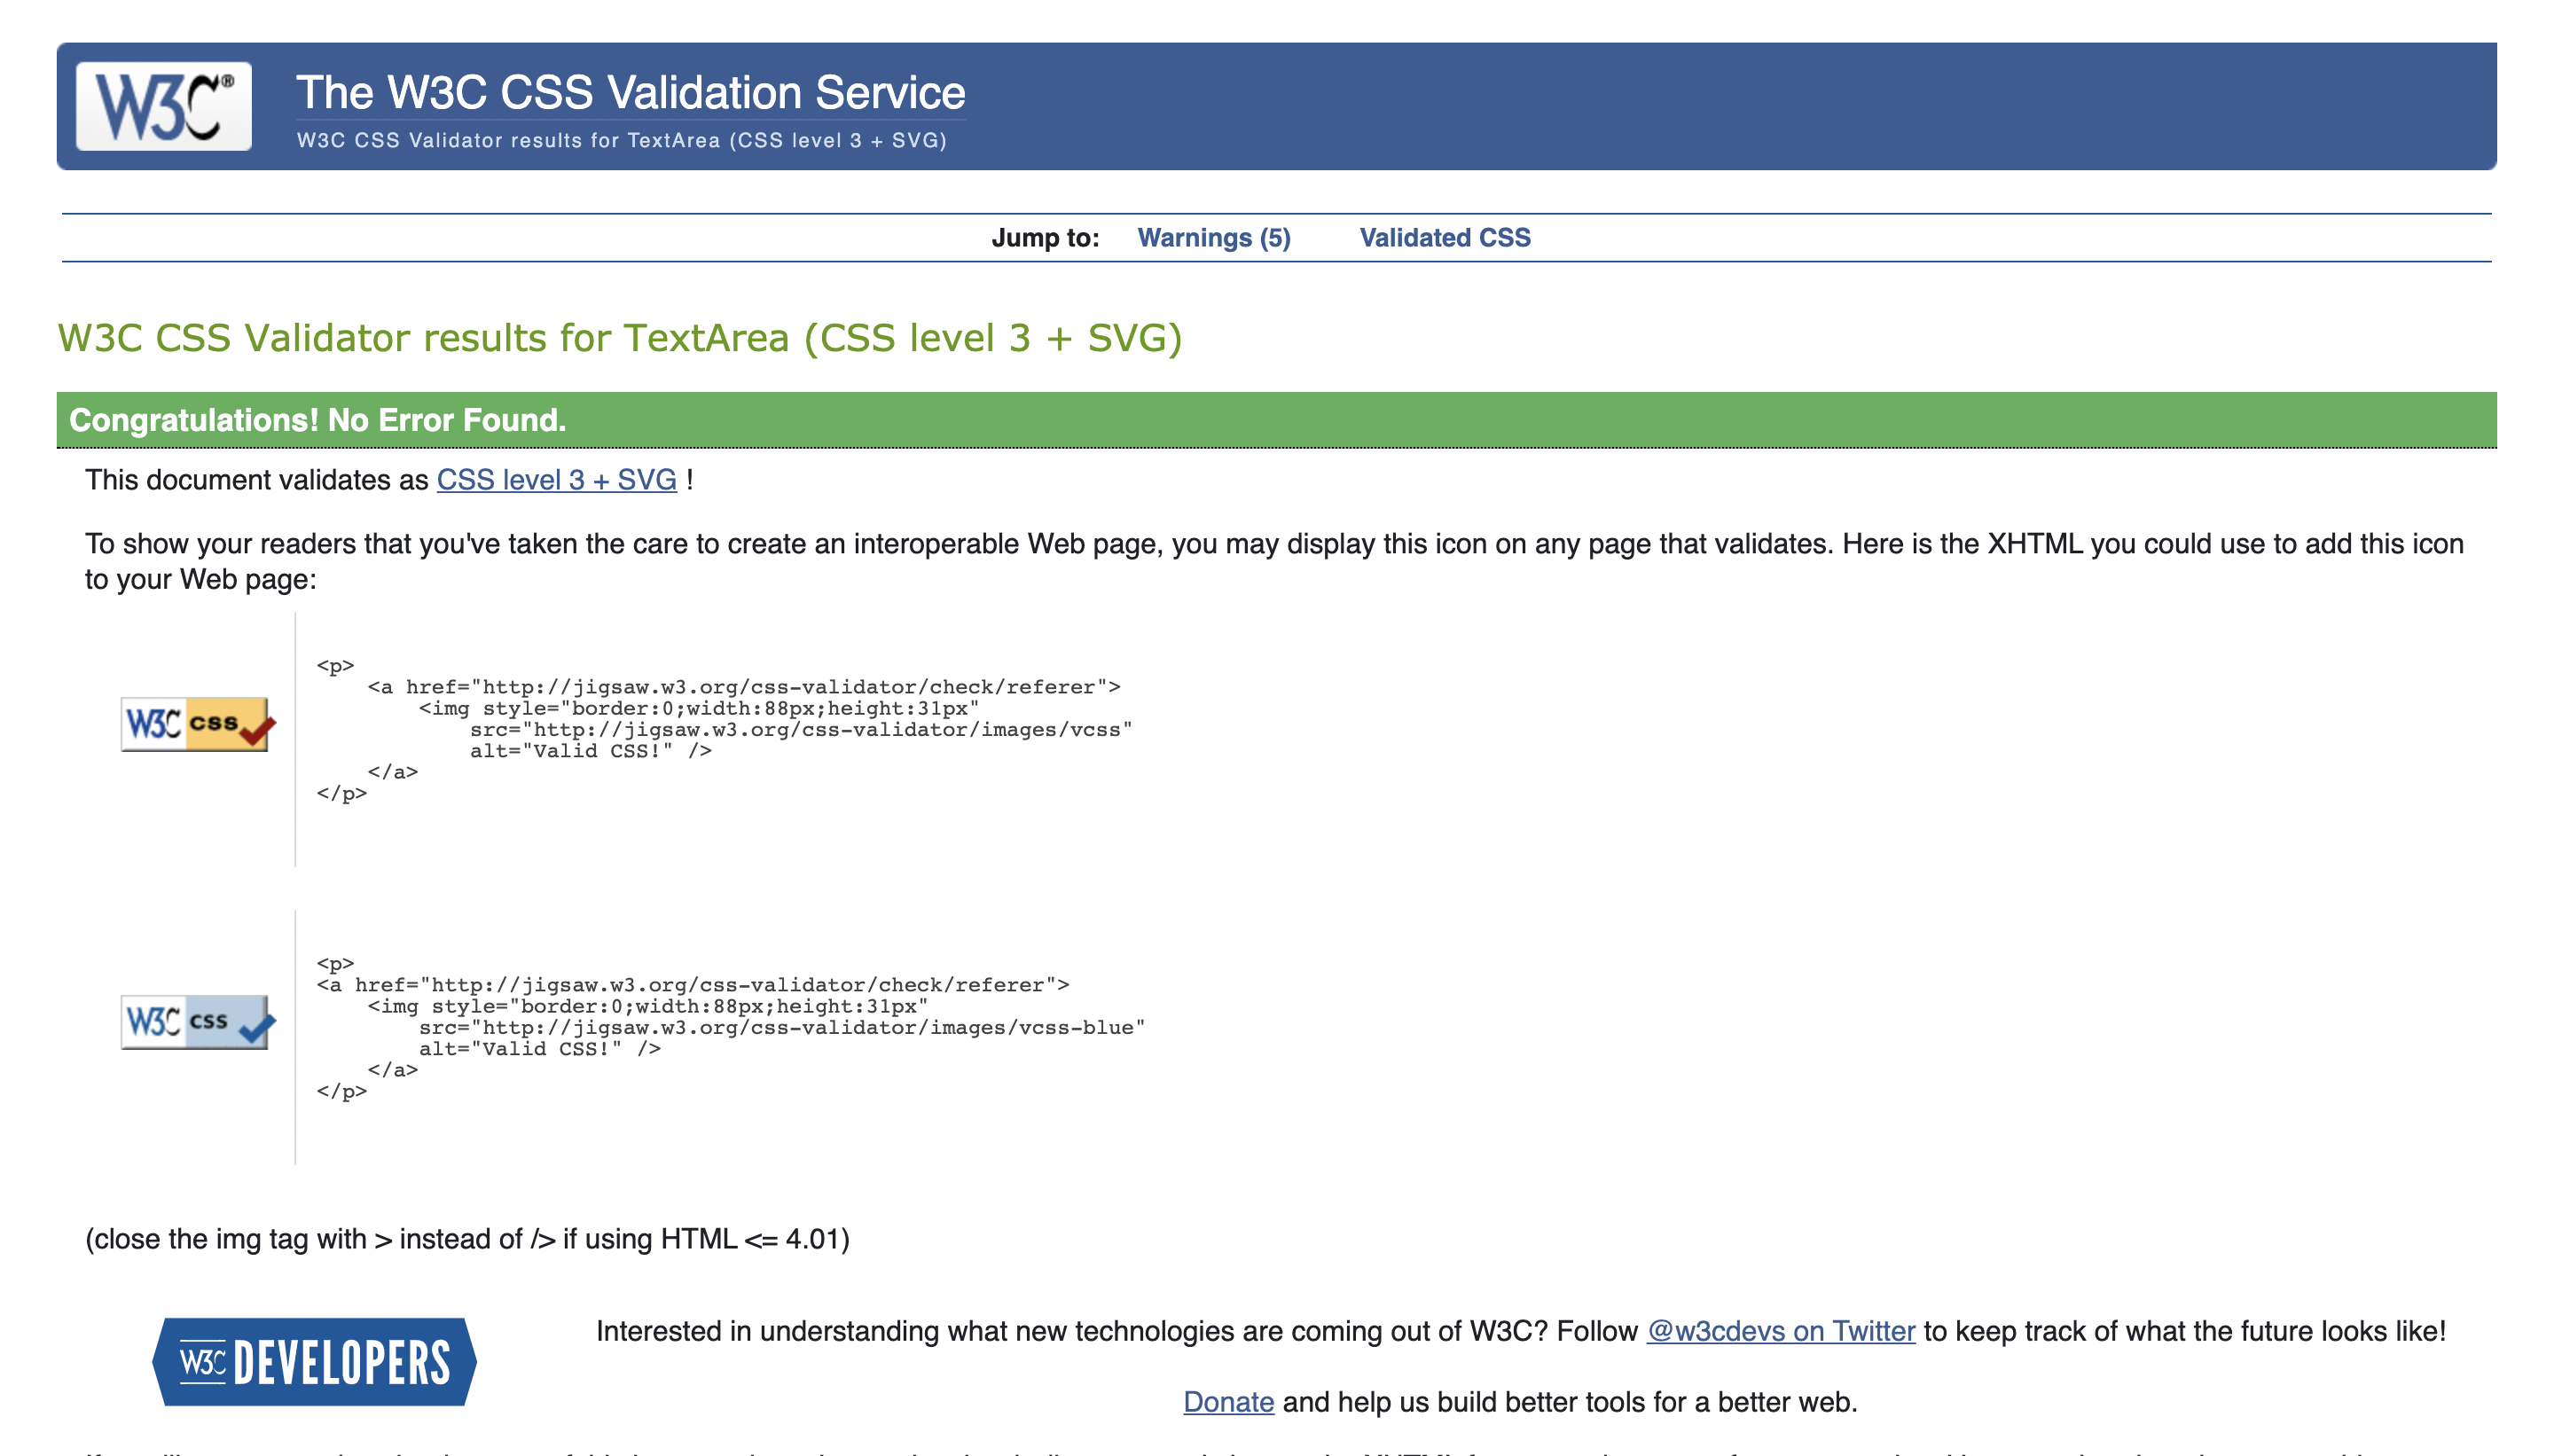 W3C®
The W3C CSS Validation Service
W3C CSS Validator results for TextArea (CSS level 3 + SVG)
Jump to: Warnings (5) Validated CSS
W3C CSS Validator results for TextArea (CSS level 3 + SVG)
Congratulations! No Error Found.
This document validates as CSS level 3 + SVG !
To show your readers that you've taken the care to create an interoperable Web page, you may display this icon on any page that validates. Here is the XHTML you could use to add this icon
to your Web page:
W3C css
<p>
    <a href="http://jigsaw.w3.org/css-validator/check/referer">
        <img style="border:0;width:88px;height:31px"
            src="http://jigsaw.w3.org/css-validator/images/vcss"
            alt="Valid CSS!" />
    </a>
</p>
W3C css
<p>
<a href="http://jigsaw.w3.org/css-validator/check/referer">
    <img style="border:0;width:88px;height:31px"
        src="http://jigsaw.w3.org/css-validator/images/vcss-blue"
        alt="Valid CSS!" />
    </a>
</p>
(close the img tag with > instead of /> if using HTML <= 4.01)
W3C DEVELOPERS
Interested in understanding what new technologies are coming out of W3C? Follow @w3cdevs on Twitter to keep track of what the future looks like!
Donate and help us build better tools for a better web.